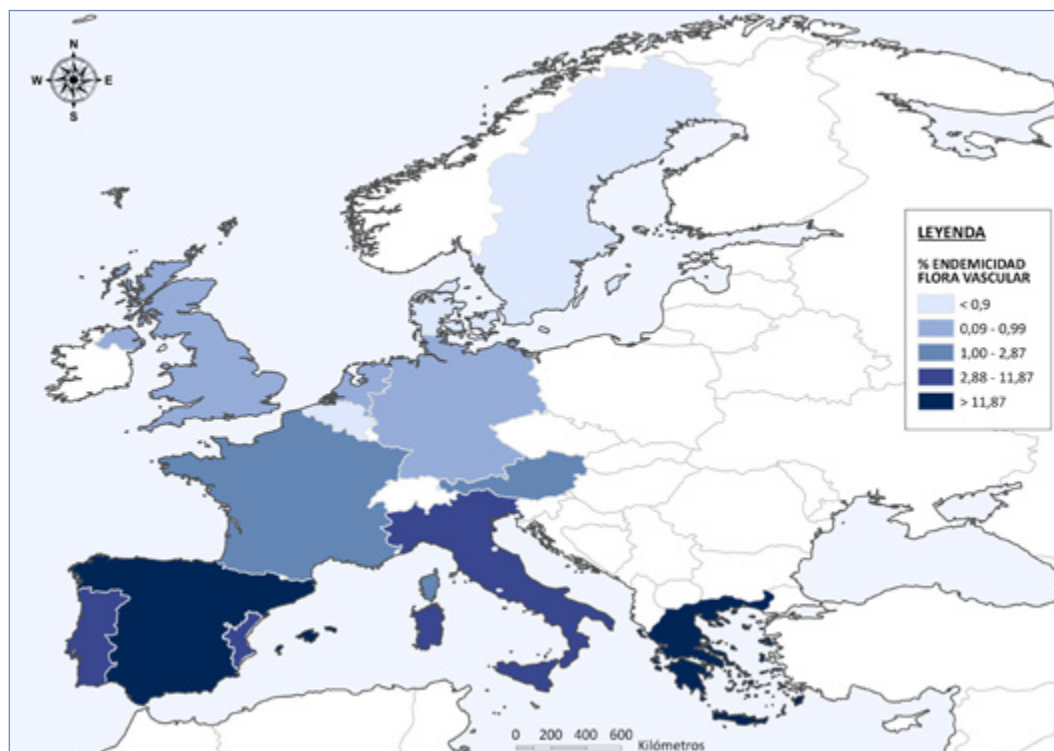 N
W E
S
LEYENDA
% ENDEMICIDAD
FLORA VASCULAR
< 0,9
0,09 - 0,99
1,00 - 2,87
2,88 - 11,87
> 11,87
0 200 400 600
Kilómetros